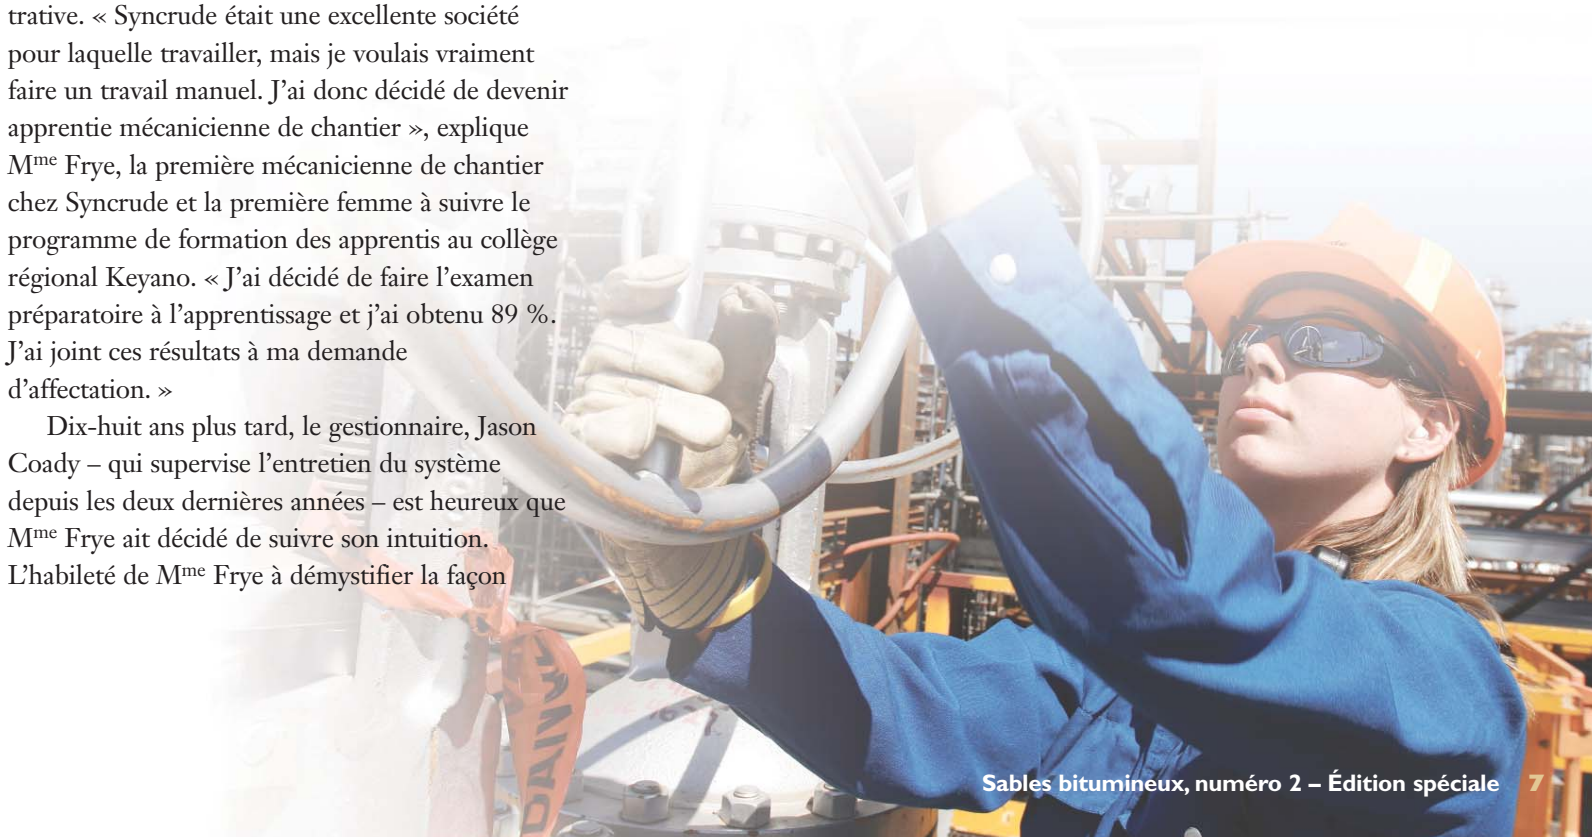 trative. « Syncrude était une excellente société
pour laquelle travailler, mais je voulais vraiment
faire un travail manuel. J'ai donc décidé de devenir
apprentie mécanicienne de chantier », explique
Mme Frye, la première mécanicienne de chantier
chez Syncrude et la première femme à suivre le
programme de formation des apprentis au collège
régional Keyano. « J'ai décidé de faire l'examen
préparatoire à l'apprentissage et j'ai obtenu 89 %.
J'ai joint ces résultats à ma demande
d'affectation. »
Dix-huit ans plus tard, le gestionnaire, Jason
Coady – qui supervise l'entretien du système
depuis les deux dernières années – est heureux que
Mme Frye ait décidé de suivre son intuition.
L'habileté de Mme Frye à démystifier la façon
Sables bitumineux, numéro 2 – Édition spéciale 7